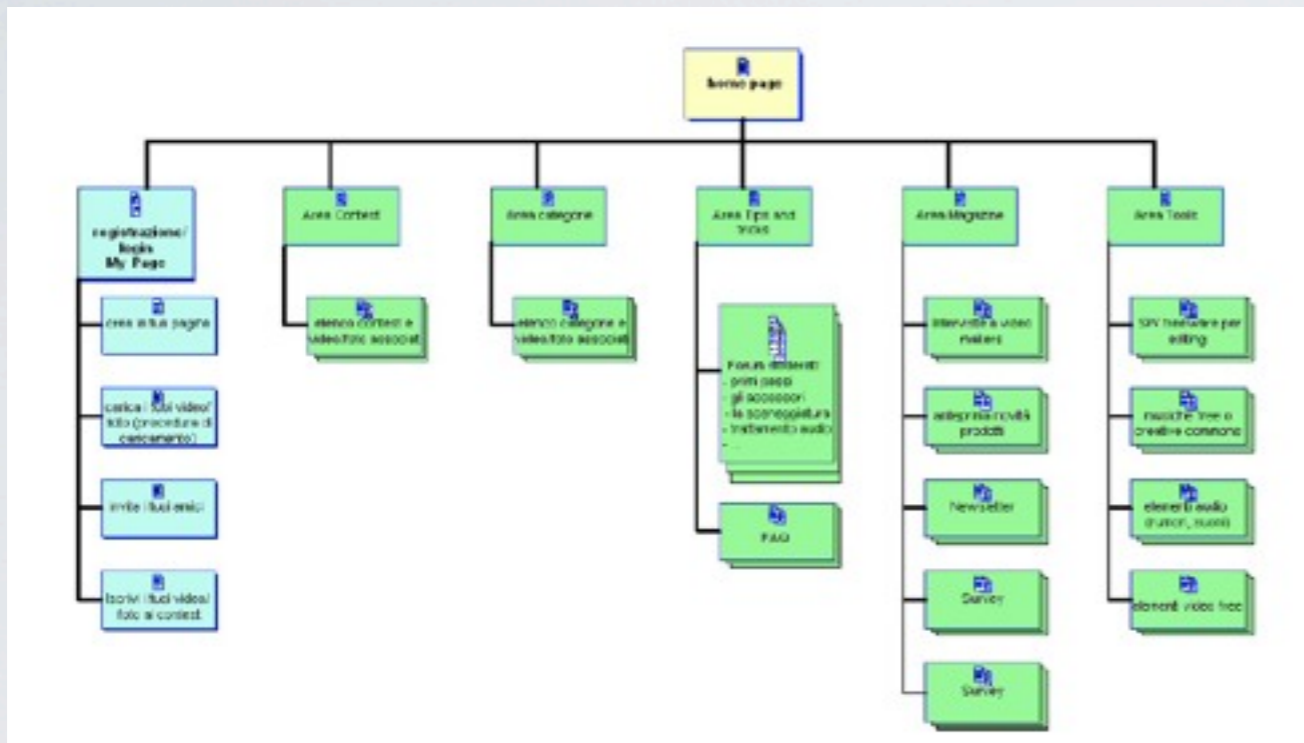 home page
registrazione/
login
My Page
crea la tua pagina
carica i tuoi video/
foto (procedura di
caricamento)
invita i tuoi amici
Iscrivi i tuoi video/
foto ai contest
Area Contest
elenco contest e
video/foto associati
Area categorie
elenco categorie e
video/foto associati
Area Tips and
tricks
Forum
- primi passi
- gli accessori
- la sceneggiatura
- trattamento audio
- ...
FAQ
Area Magazine
interviste a video
makers
anteprima novità
prodotti
Newsletter
Survey
Survey
Area Tools
SW freeware per
editing
musiche free o
creative commons
elementi audio
(rumori, suoni)
elementi video free